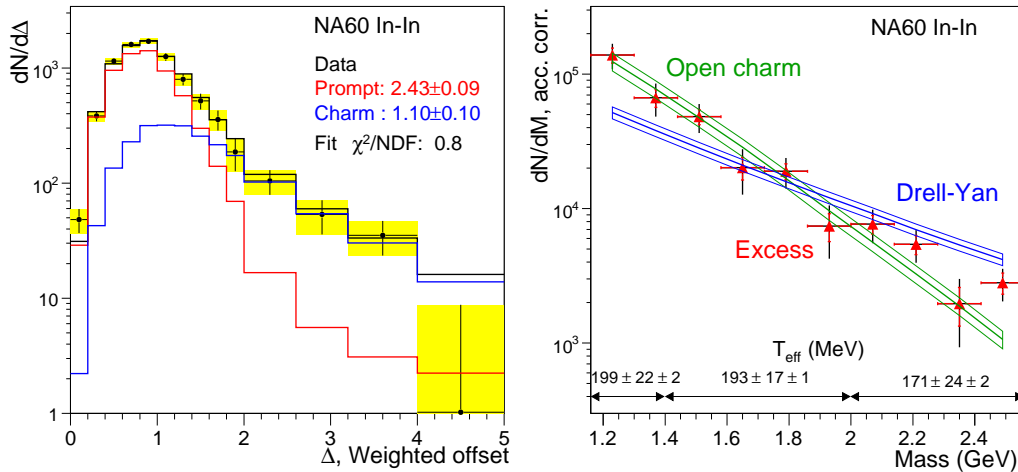 NA60 In-In
dN/dΔ
Data
Prompt: 2.43±0.09
Charm : 1.10±0.10
Fit χ²/NDF: 0.8
10³
10²
10
1
0 1 2 3 4 5
Δ, Weighted offset
NA60 In-In
dN/dM, acc. corr.
Open charm
Drell-Yan
Excess
10⁵
10⁴
10³
T_eff (MeV)
199 ± 22 ± 2
193 ± 17 ± 1
171 ± 24 ± 2
1.2 1.4 1.6 1.8 2 2.2 2.4
Mass (GeV)